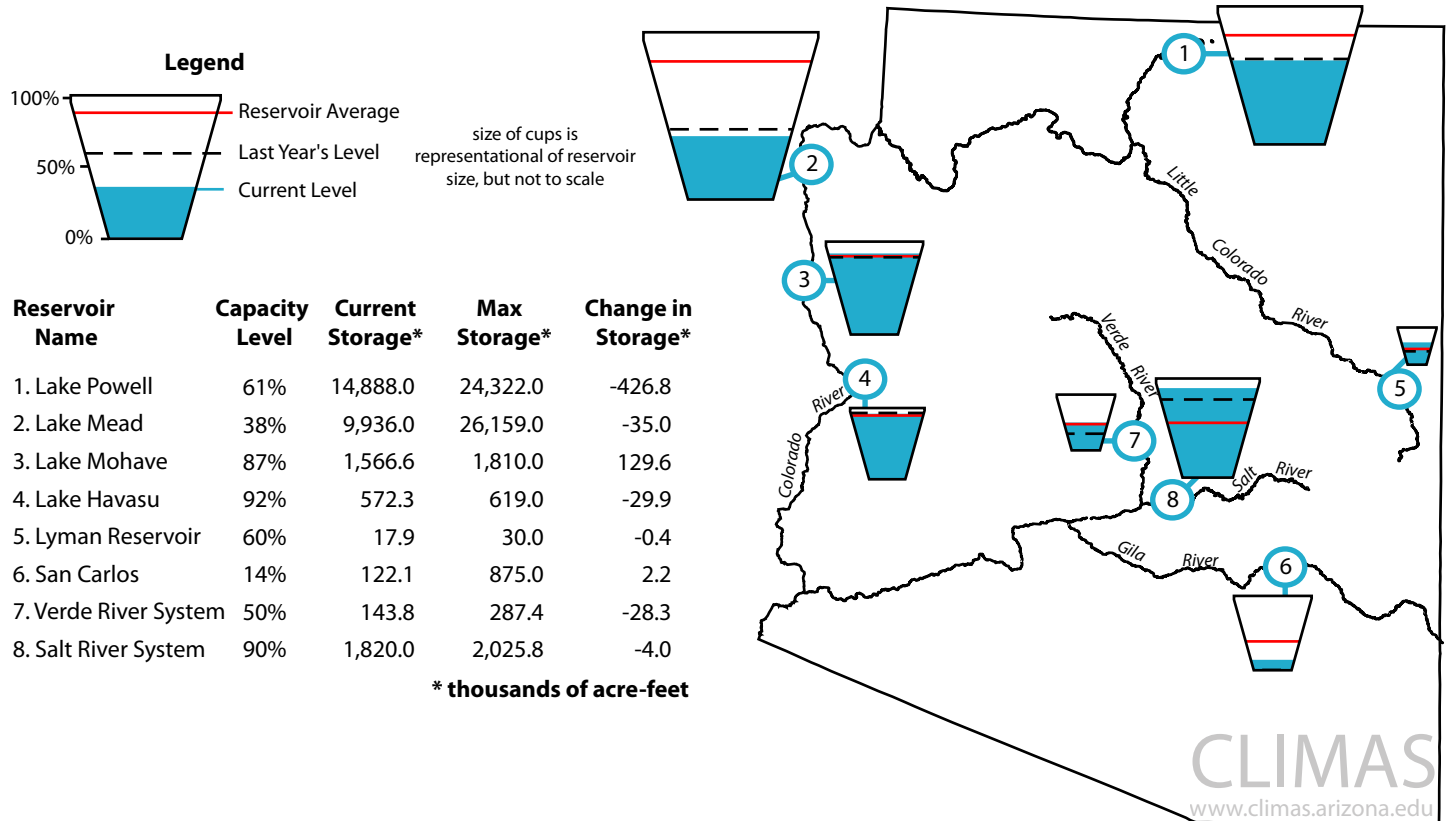 Legend
100%
50%
0%
Reservoir Average
Last Year's Level
Current Level
size of cups is
representational of reservoir
size, but not to scale
Reservoir Name Capacity Level Current Storage* Max Storage* Change in Storage*
1. Lake Powell 61% 14,888.0 24,322.0 -426.8
2. Lake Mead 38% 9,936.0 26,159.0 -35.0
3. Lake Mohave 87% 1,566.6 1,810.0 129.6
4. Lake Havasu 92% 572.3 619.0 -29.9
5. Lyman Reservoir 60% 17.9 30.0 -0.4
6. San Carlos 14% 122.1 875.0 2.2
7. Verde River System 50% 143.8 287.4 -28.3
8. Salt River System 90% 1,820.0 2,025.8 -4.0
* thousands of acre-feet
1
2
3
4
5
6
7
8
Little
Colorado
River
Verde
River
Colorado
River
Salt
River
Gila
River
CLIMAS
www.climas.arizona.edu